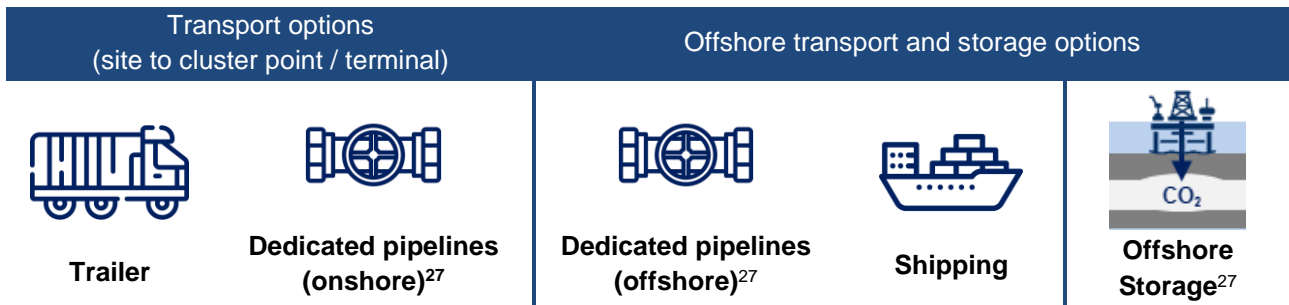 Transport options
(site to cluster point / terminal)
Offshore transport and storage options
Trailer
Dedicated pipelines
(onshore)27
Dedicated pipelines
(offshore)27
Shipping
CO2
Offshore
Storage27